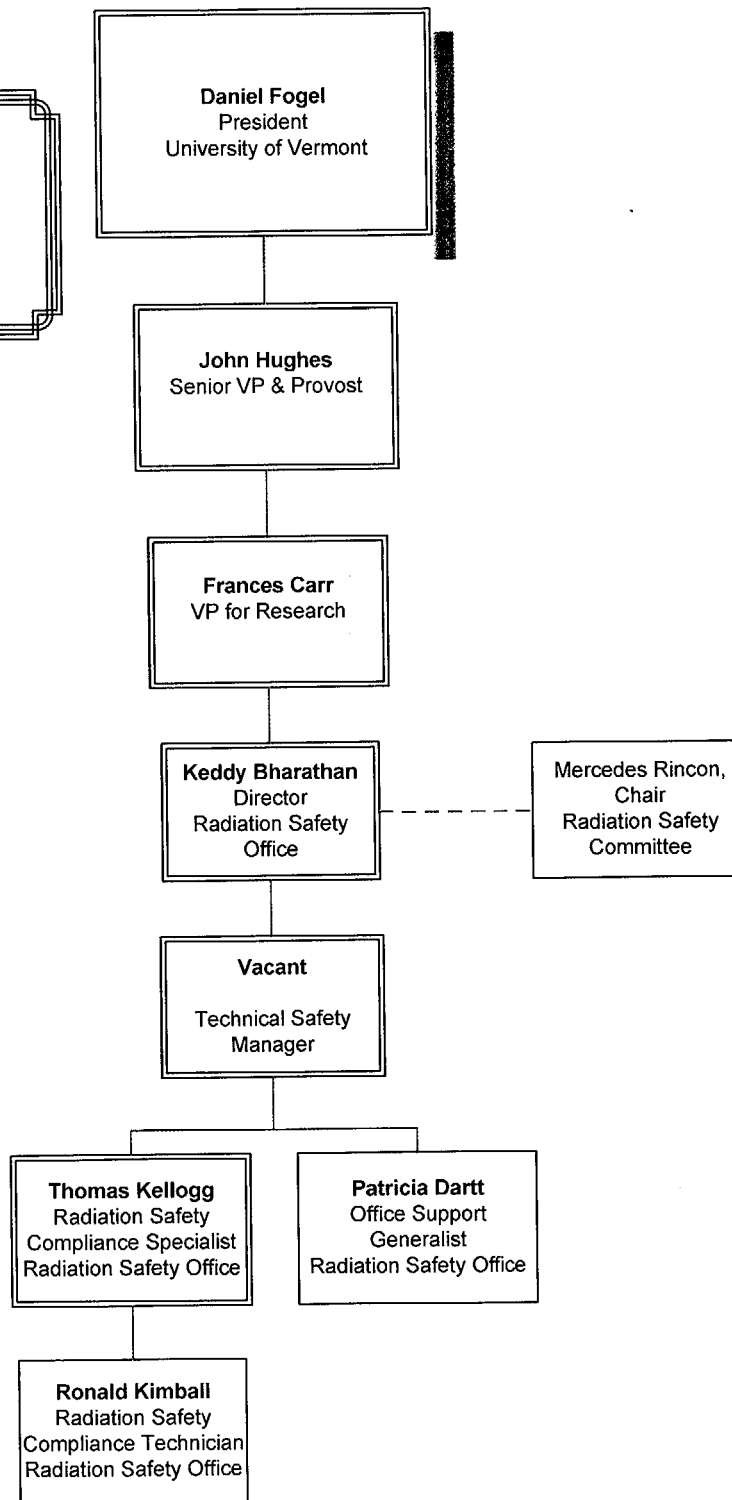 Daniel Fogel
President
University of Vermont
John Hughes
Senior VP & Provost
Frances Carr
VP for Research
Keddy Bharathan
Director
Radiation Safety
Office
Mercedes Rincon,
Chair
Radiation Safety
Committee
Vacant
Technical Safety
Manager
Thomas Kellogg
Radiation Safety
Compliance Specialist
Radiation Safety Office
Patricia Dartt
Office Support
Generalist
Radiation Safety Office
Ronald Kimball
Radiation Safety
Compliance Technician
Radiation Safety Office